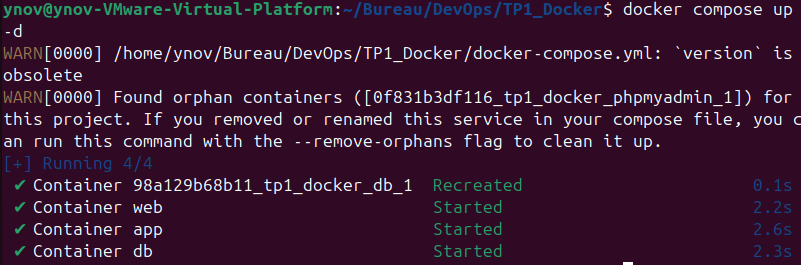 ynov@ynov-VMware-Virtual-Platform:~/Bureau/DevOps/TP1_Docker$ docker compose up
-d
WARN[0000] /home/ynov/Bureau/DevOps/TP1_Docker/docker-compose.yml: `version` is
obsolete
WARN[0000] Found orphan containers ([0f831b3df116_tp1_docker_phpmyadmin_1]) for
this project. If you removed or renamed this service in your compose file, you c
an run this command with the --remove-orphans flag to clean it up.
[+] Running 4/4
✔ Container 98a129b68b11_tp1_docker_db_1 Recreated 0.1s
✔ Container web Started 2.2s
✔ Container app Started 2.6s
✔ Container db Started 2.3s